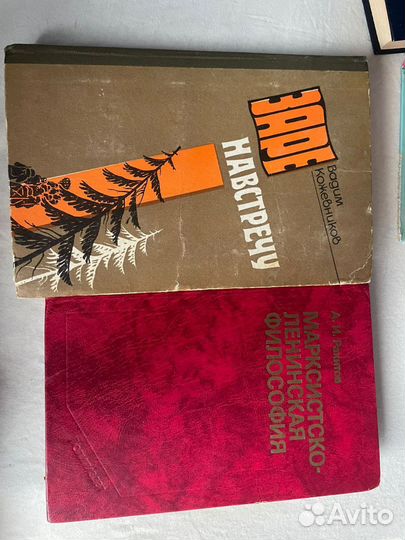 Вадим
Кожевников
ЗАРЕ
НАВСТРЕЧУ
А. И. Ракитов
МАРКСИСТСКО-
ЛЕНИНСКАЯ
ФИЛОСОФИЯ
Avito